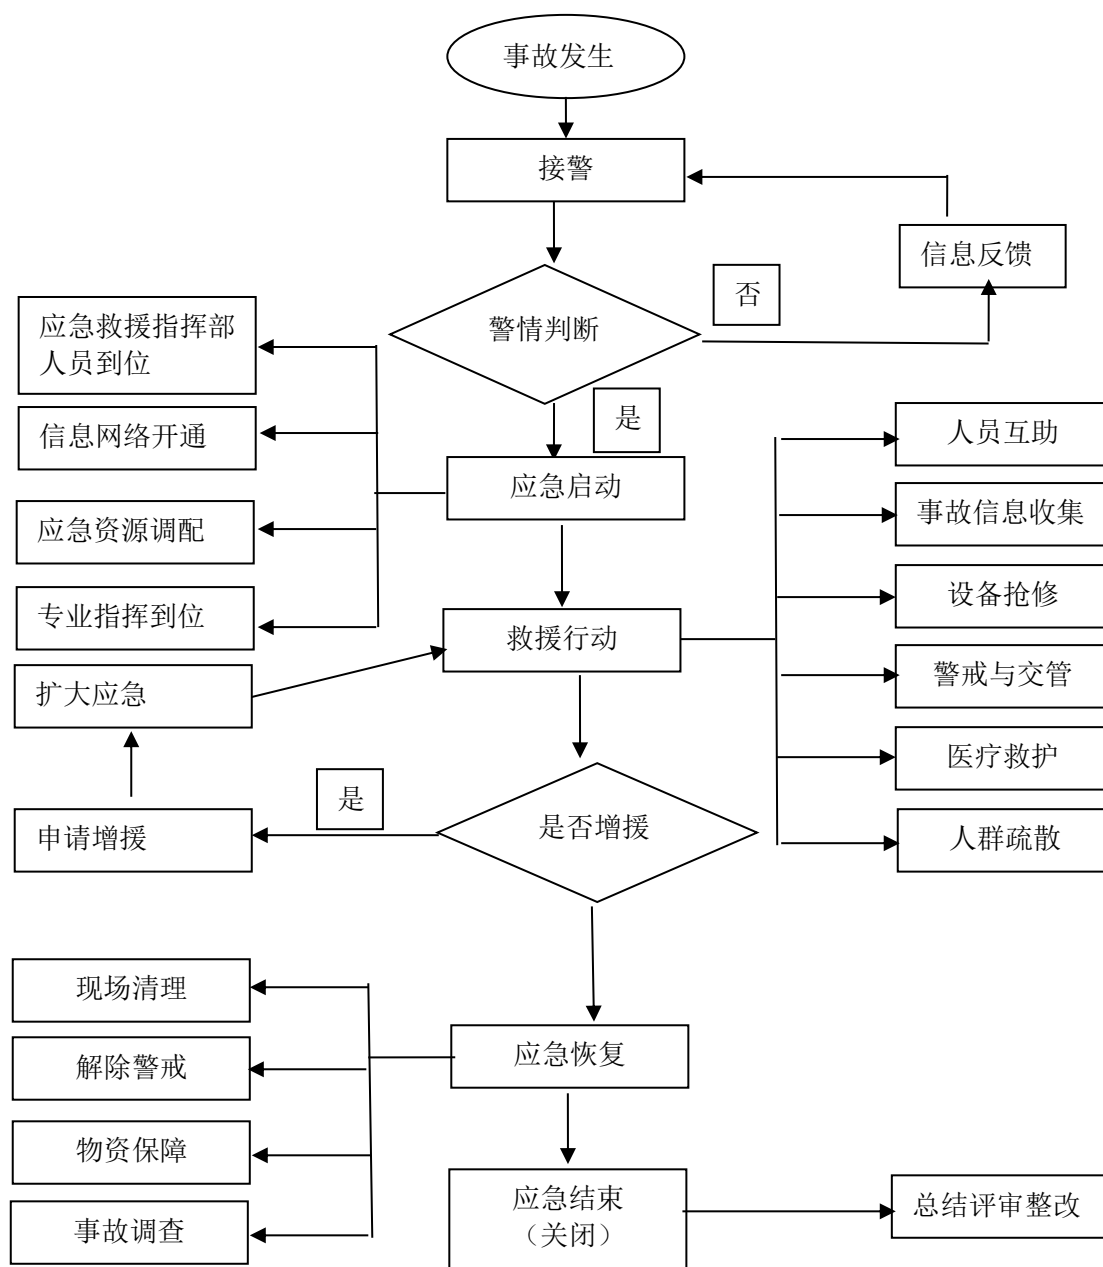 事故发生
接警
信息反馈
否
警情判断
应急救援指挥部
人员到位
是
信息网络开通
人员互助
应急启动
事故信息收集
应急资源调配
设备抢修
专业指挥到位
救援行动
警戒与交管
扩大应急
医疗救护
是
申请增援
是否增援
人群疏散
现场清理
应急恢复
解除警戒
物资保障
应急结束
（关闭）
总结评审整改
事故调查